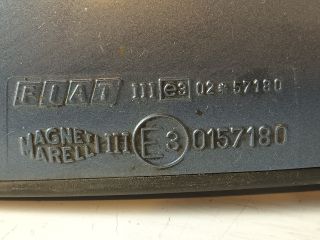 FIAT III e3 02* 57180
MAGNETI MARELLI III E3 0157180